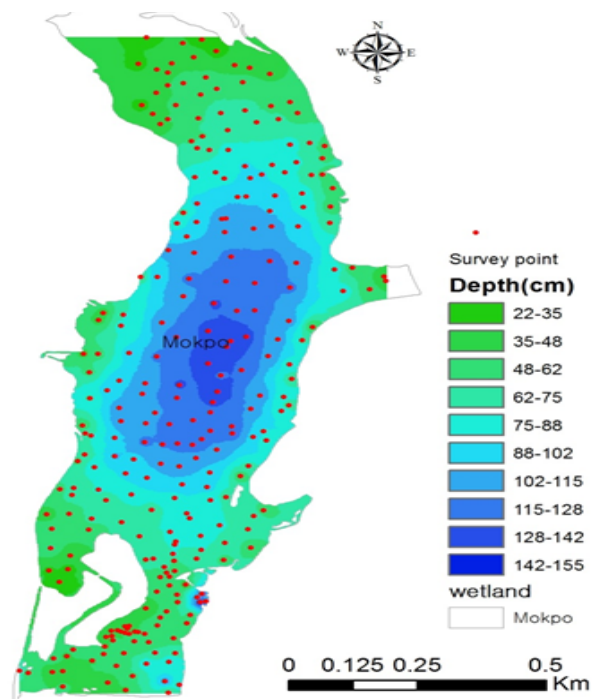 N
W E
S
Mokpo
Survey point
Depth(cm)
22-35
35-48
48-62
62-75
75-88
88-102
102-115
115-128
128-142
142-155
wetland
Mokpo
0 0.125 0.25 0.5
Km